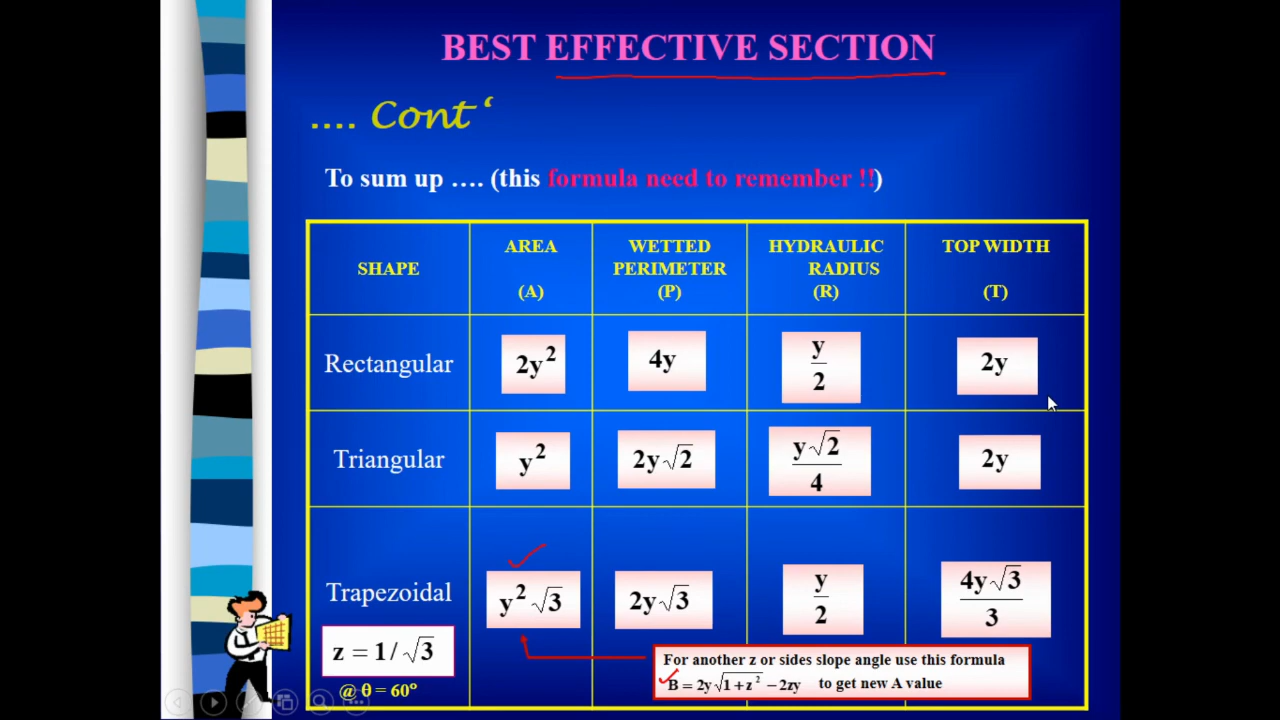 BEST EFFECTIVE SECTION
.... Cont ‘
To sum up .... (this formula need to remember !!)
SHAPE
AREA
(A)
WETTED
PERIMETER
(P)
HYDRAULIC
RADIUS
(R)
TOP WIDTH
(T)
Rectangular
2y²
4y
y/2
2y
Triangular
y²
2y√2
y√2/4
2y
Trapezoidal
z = 1/√3
@ θ = 60º
y²√3
2y√3
y/2
4y√3/3
For another z or sides slope angle use this formula
B = 2y√(1+z²) – 2zy to get new A value